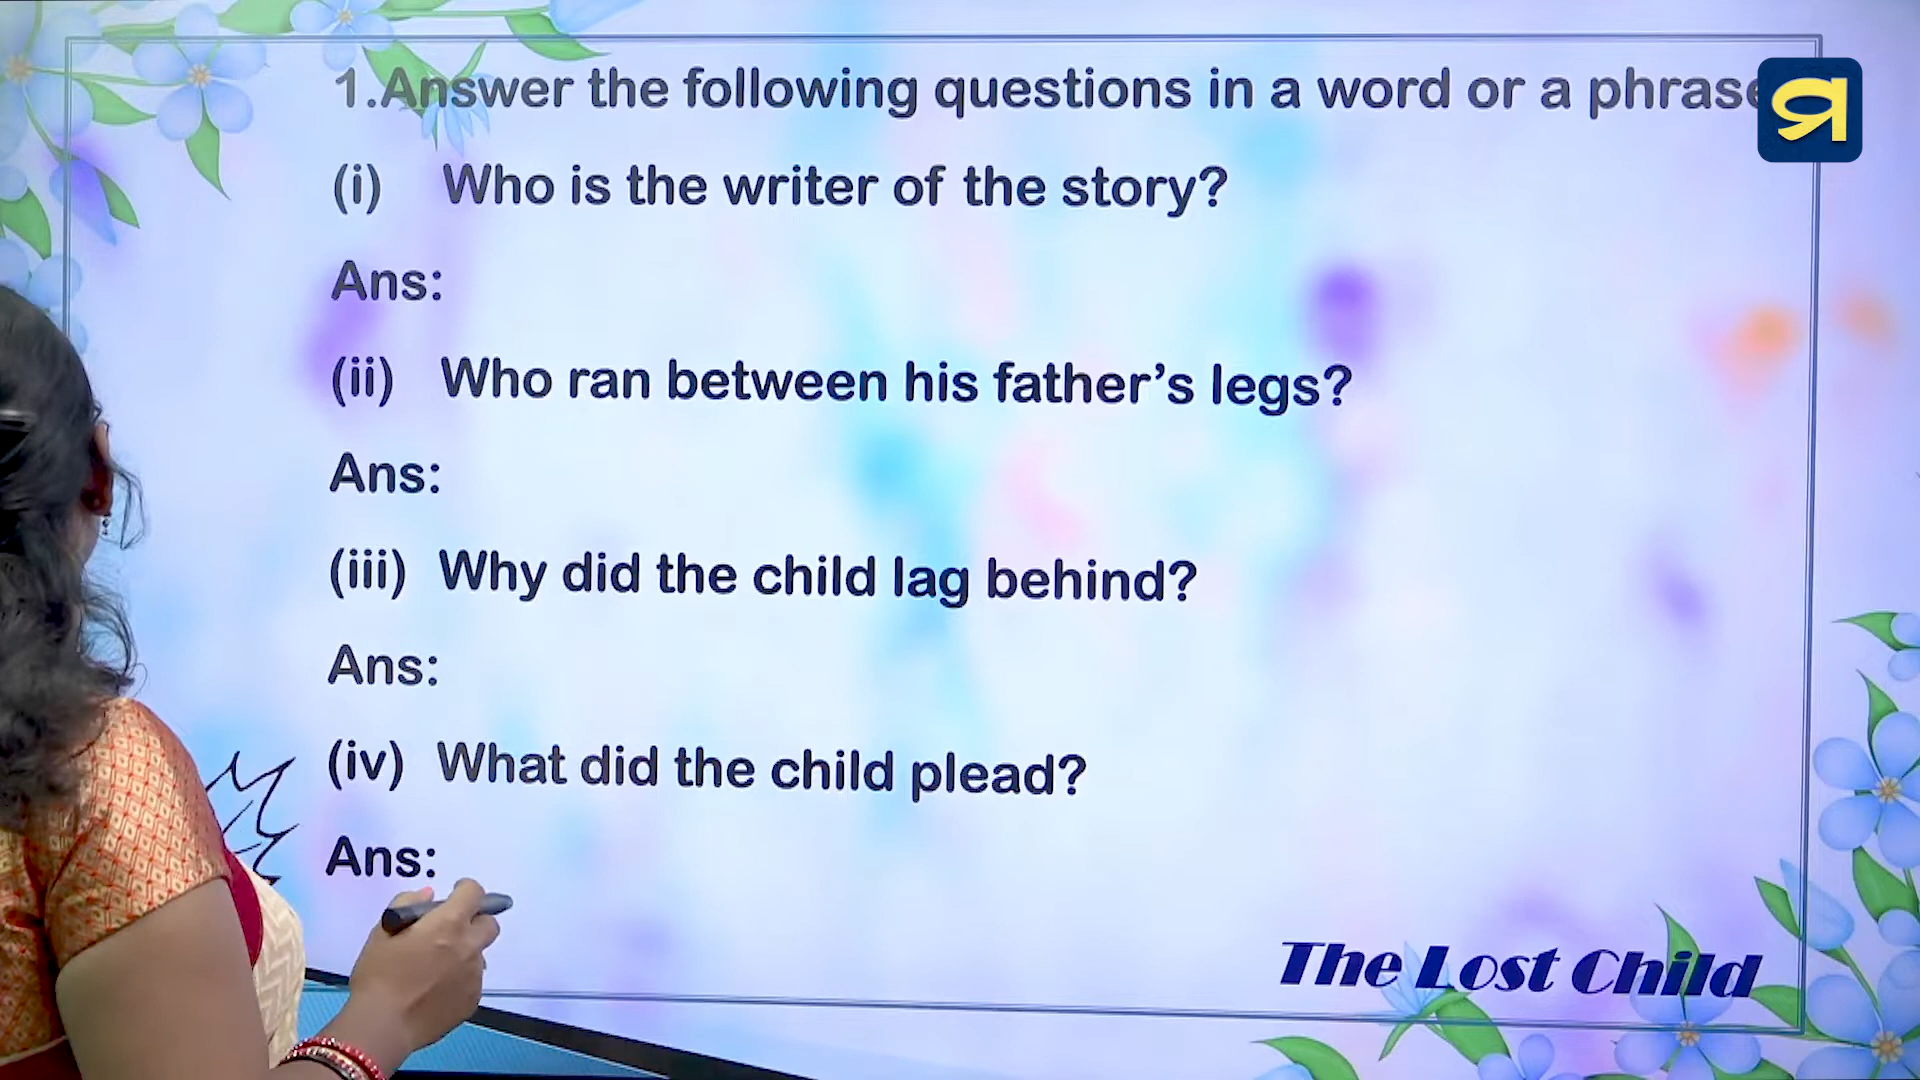 1.Answer the following questions in a word or a phrase
(i) Who is the writer of the story?
Ans:
(ii) Who ran between his father's legs?
Ans:
(iii) Why did the child lag behind?
Ans:
(iv) What did the child plead?
Ans:
The Lost Child